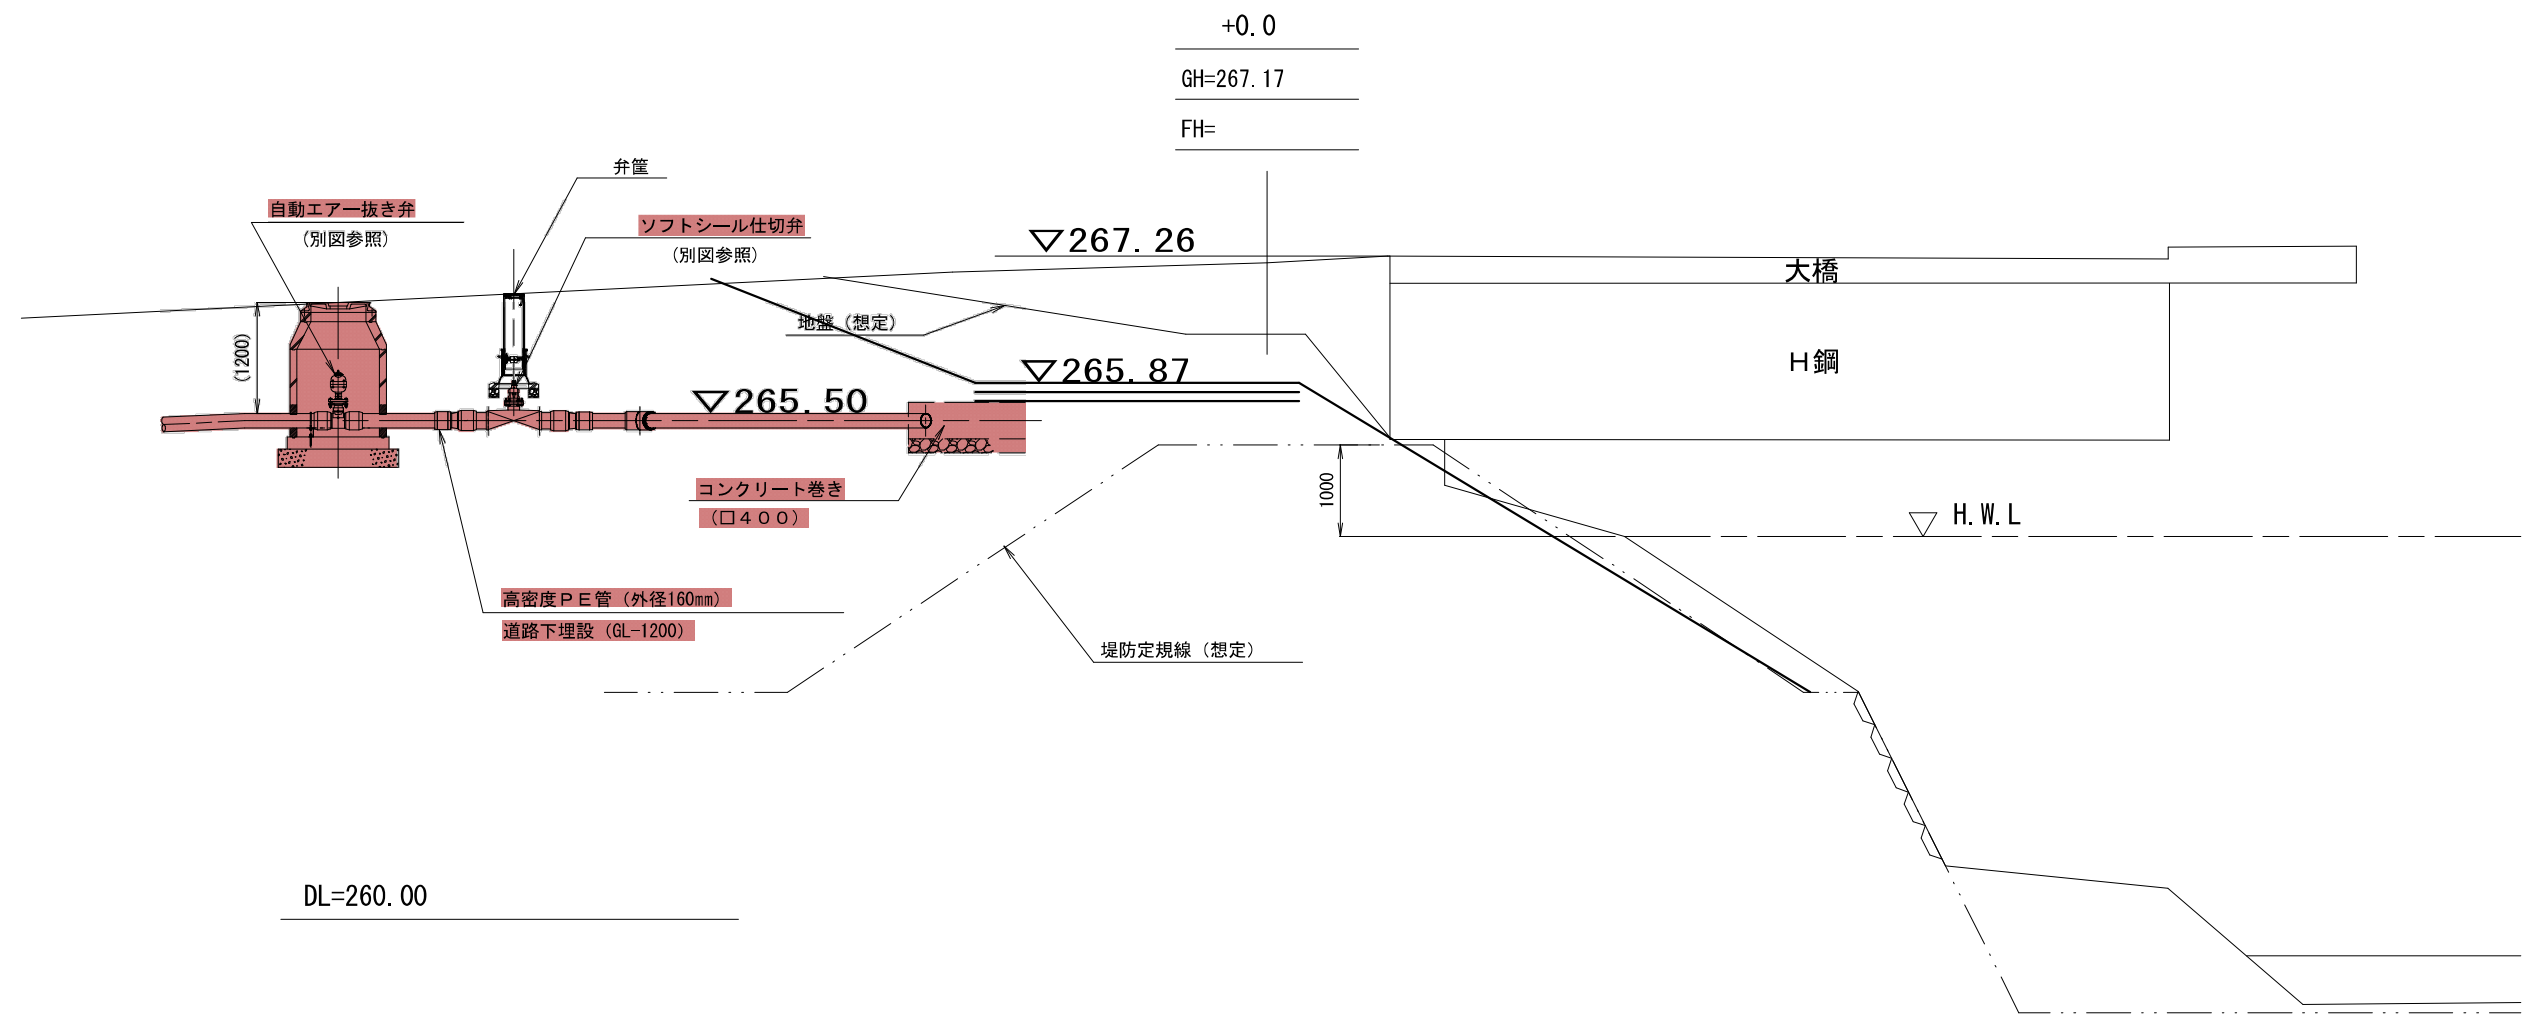 +0.0
GH=267.17
FH=
弁筐
自動エアー抜き弁
(別図参照)
ソフトシール仕切弁
(別図参照)
▽267.26
大橋
地盤(想定)
(1200)
▽265.87
H鋼
▽265.50
コンクリート巻き
(□400)
1000
H.W.L
高密度PE管(外径160mm)
道路下埋設(GL-1200)
堤防定規線(想定)
DL=260.00